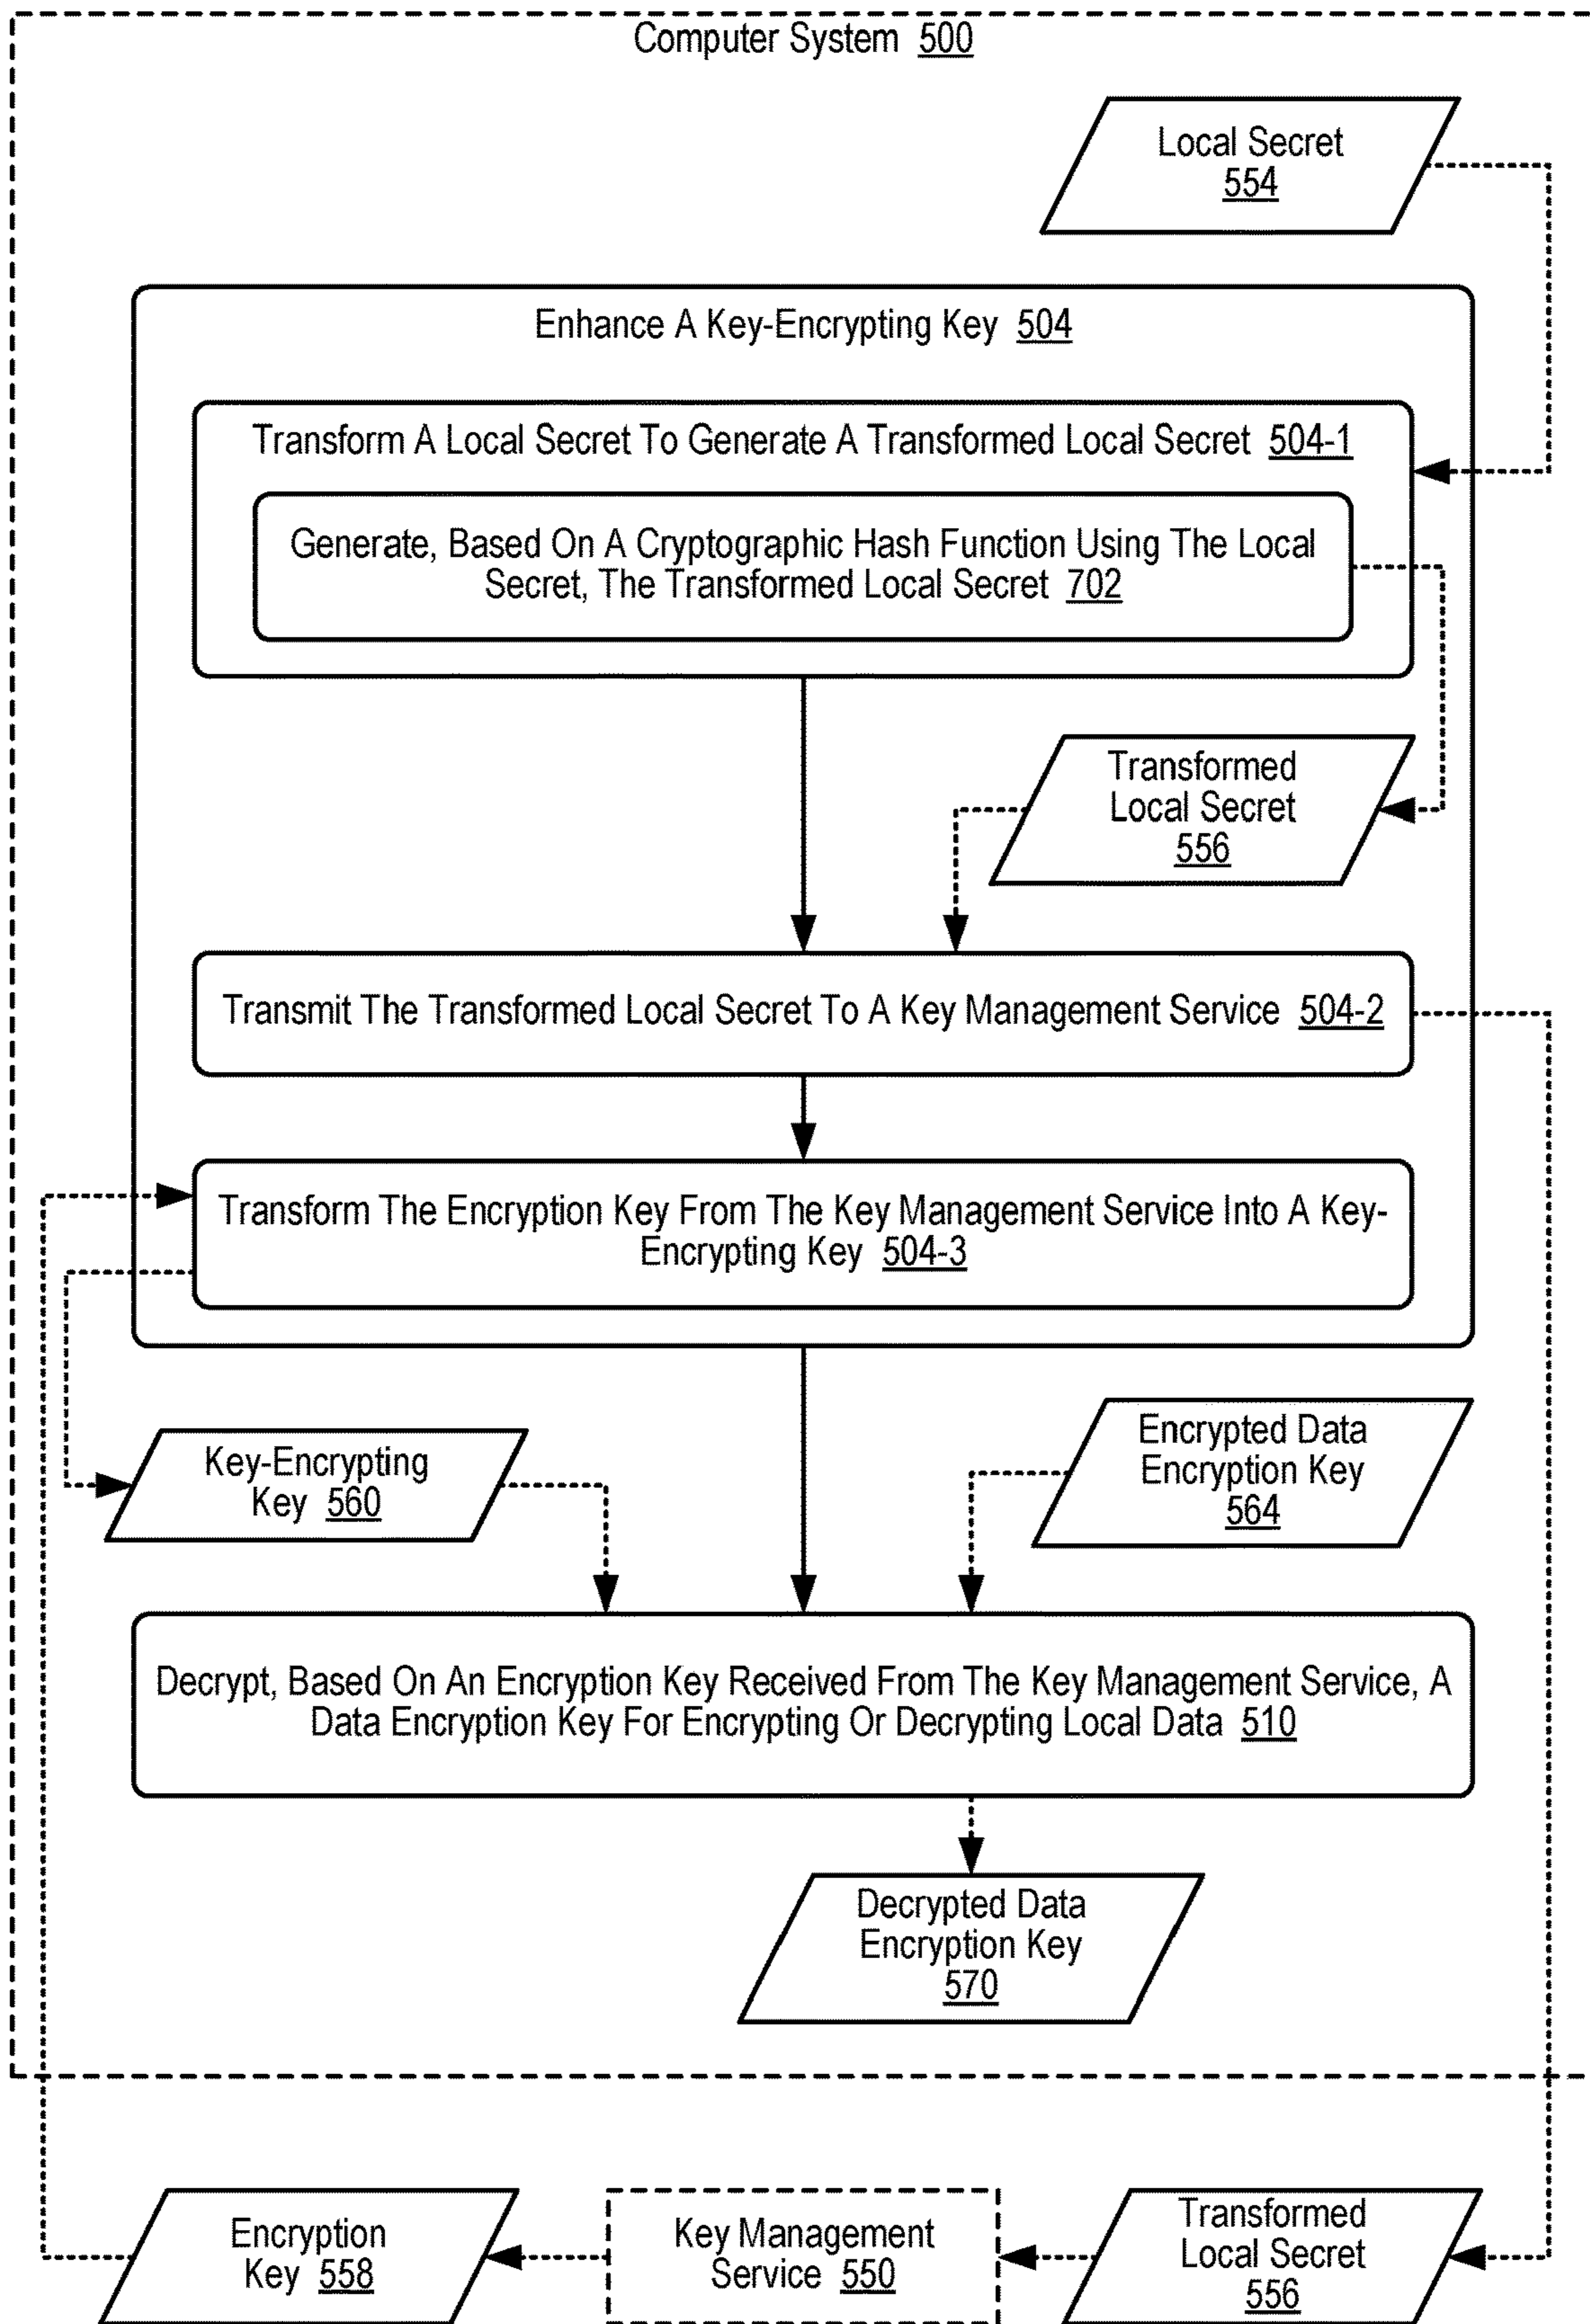 Computer System 500
Local Secret
554
Enhance A Key-Encrypting Key 504
Transform A Local Secret To Generate A Transformed Local Secret 504-1
Generate, Based On A Cryptographic Hash Function Using The Local
Secret, The Transformed Local Secret 702
Transformed
Local Secret
556
Transmit The Transformed Local Secret To A Key Management Service 504-2
Transform The Encryption Key From The Key Management Service Into A Key-
Encrypting Key 504-3
Key-Encrypting
Key 560
Encrypted Data
Encryption Key
564
Decrypt, Based On An Encryption Key Received From The Key Management Service, A
Data Encryption Key For Encrypting Or Decrypting Local Data 510
Decrypted Data
Encryption Key
570
Encryption
Key 558
Key Management
Service 550
Transformed
Local Secret
556